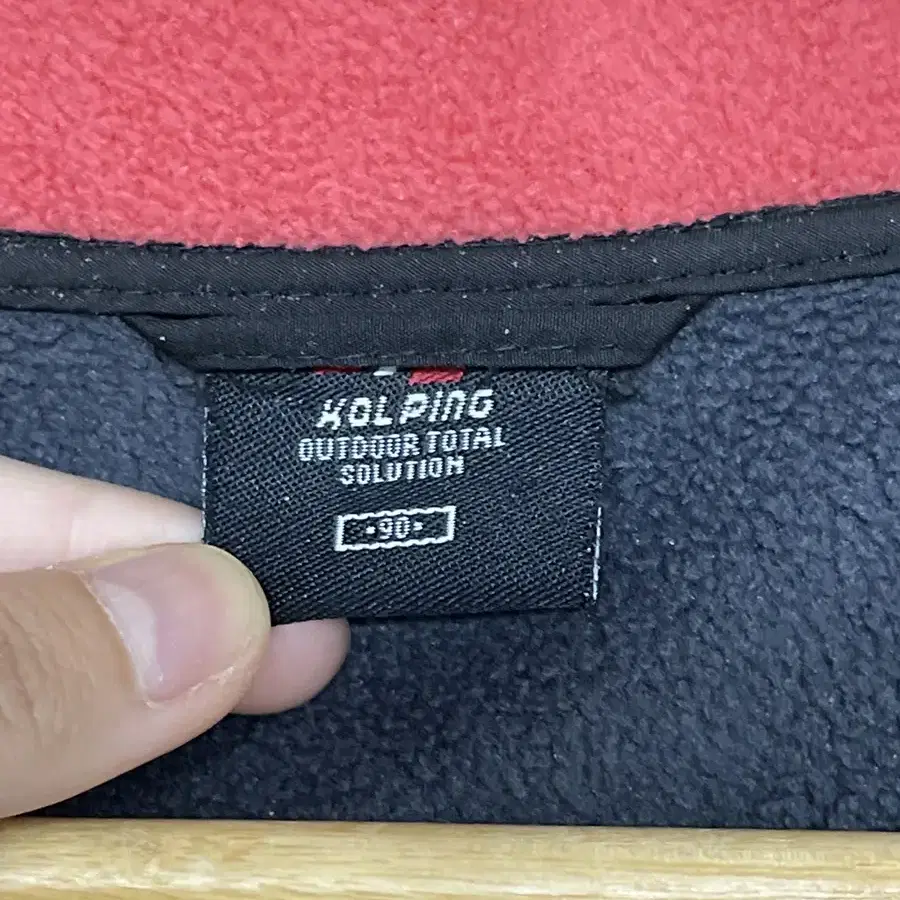 KOLPING
OUTDOOR TOTAL
SOLUTION
•90•